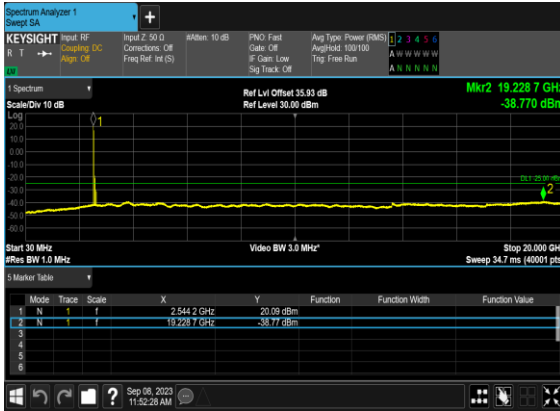 Spectrum Analyzer 1
Swept SA
+
KEYSIGHT Input: RF Input Z: 50 Ω #Atten: 10 dB PNO: Fast Avg Type: Power (RMS) 1 2 3 4 5 6
R T Coupling: DC Corrections: Off Gate: Off Avg|Hold: 100/100 A W W W W W
Align: Off Freq Ref: Int (S) IF Gain: Low Trig: Free Run
Sig Track: Off A N N N N N
1 Spectrum Ref Lvl Offset 35.93 dB Mkr2 19.228 7 GHz
Scale/Div 10 dB Ref Level 30.00 dBm -38.770 dBm
Log
20.0
10.0
0.00
-10.0
-20.0
-30.0
-40.0
-50.0
-60.0
1
2
Start 30 MHz Video BW 3.0 MHz* Stop 20.000 GH
#Res BW 1.0 MHz Sweep 34.7 ms (40001 pts
5 Marker Table
Mode Trace Scale X Y Function Function Width Function Value
1 N 1 f 2.544 2 GHz 20.09 dBm
2 N 1 f 19.228 7 GHz -38.77 dBm
3
4
5
6
?
Sep 08, 2023
11:52:28 AM